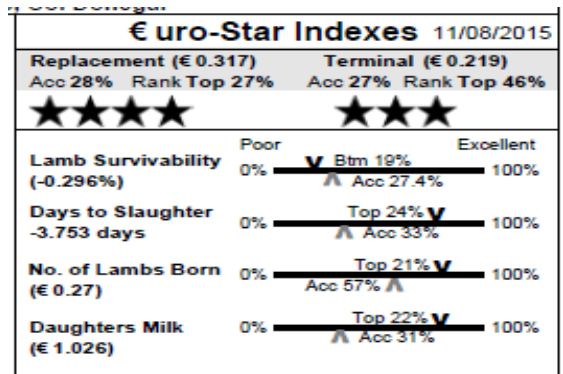 € uro-Star Indexes 11/08/2015
Replacement (€ 0.317) Terminal (€ 0.219)
Acc 28% Rank Top 27% Acc 27% Rank Top 46%
Poor Excellent
Lamb Survivability 0% Btm 19% 100%
(-0.296%) Acc 27.4%
Days to Slaughter 0% Top 24% 100%
-3.753 days Acc 33%
No. of Lambs Born 0% Top 21% 100%
(€ 0.27) Acc 57%
Daughters Milk 0% Top 22% 100%
(€ 1.026) Acc 31%